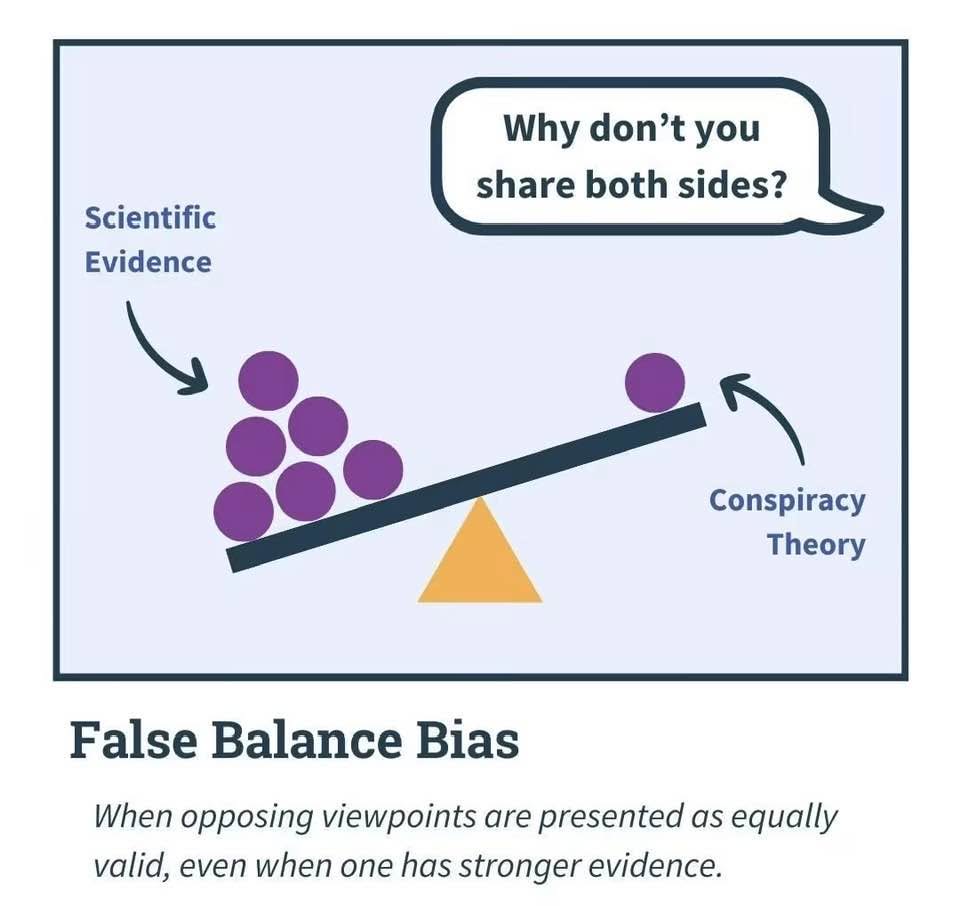 Why don’t you
share both sides?
Scientific
Evidence
Conspiracy
Theory
False Balance Bias
When opposing viewpoints are presented as equally
valid, even when one has stronger evidence.